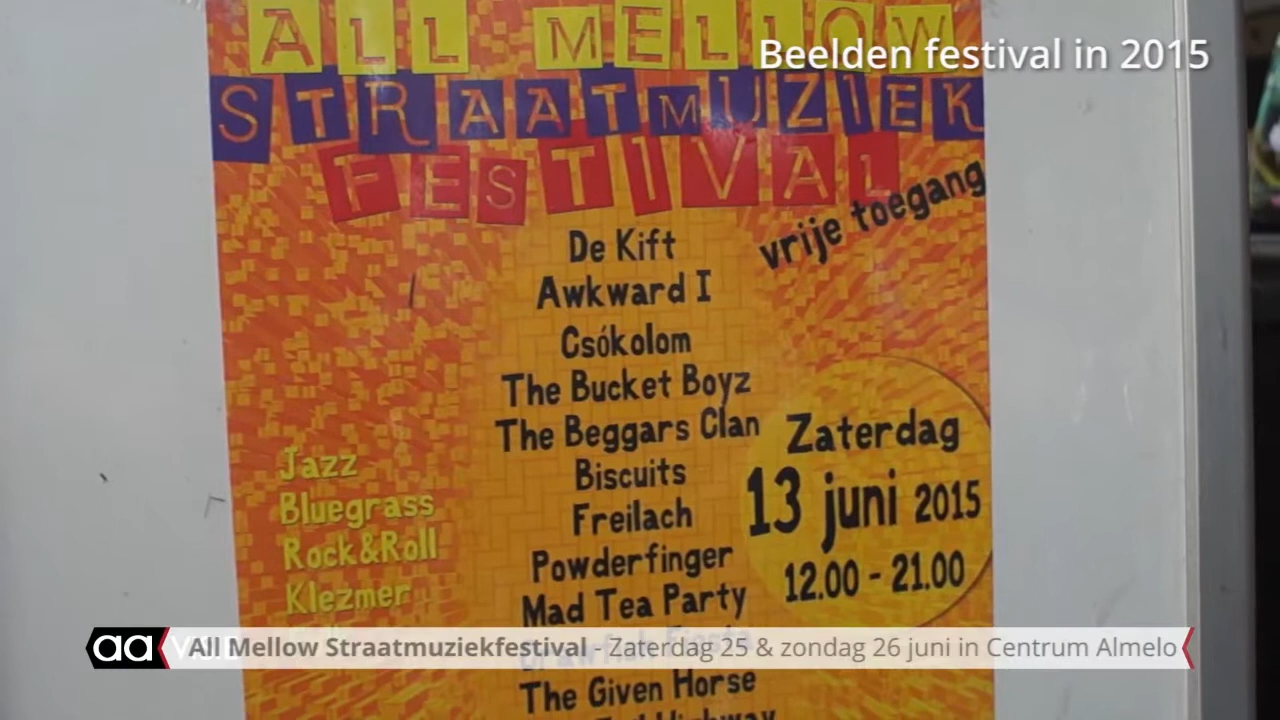 ALL MELLOW
Beelden festival in 2015
STRAATMUZIEK
FESTIVAL
vrije toegang
De Kift
Awkward I
Csókolom
The Bucket Boyz
The Beggars Clan
Zaterdag
Jazz
Biscuits
13 juni 2015
Bluegrass
Freilach
Rock&Roll
Powderfinger
12.00 - 21.00
Klezmer
Mad Tea Party
aa
All Mellow Straatmuziekfestival - Zaterdag 25 & zondag 26 juni in Centrum Almelo
The Given Horse